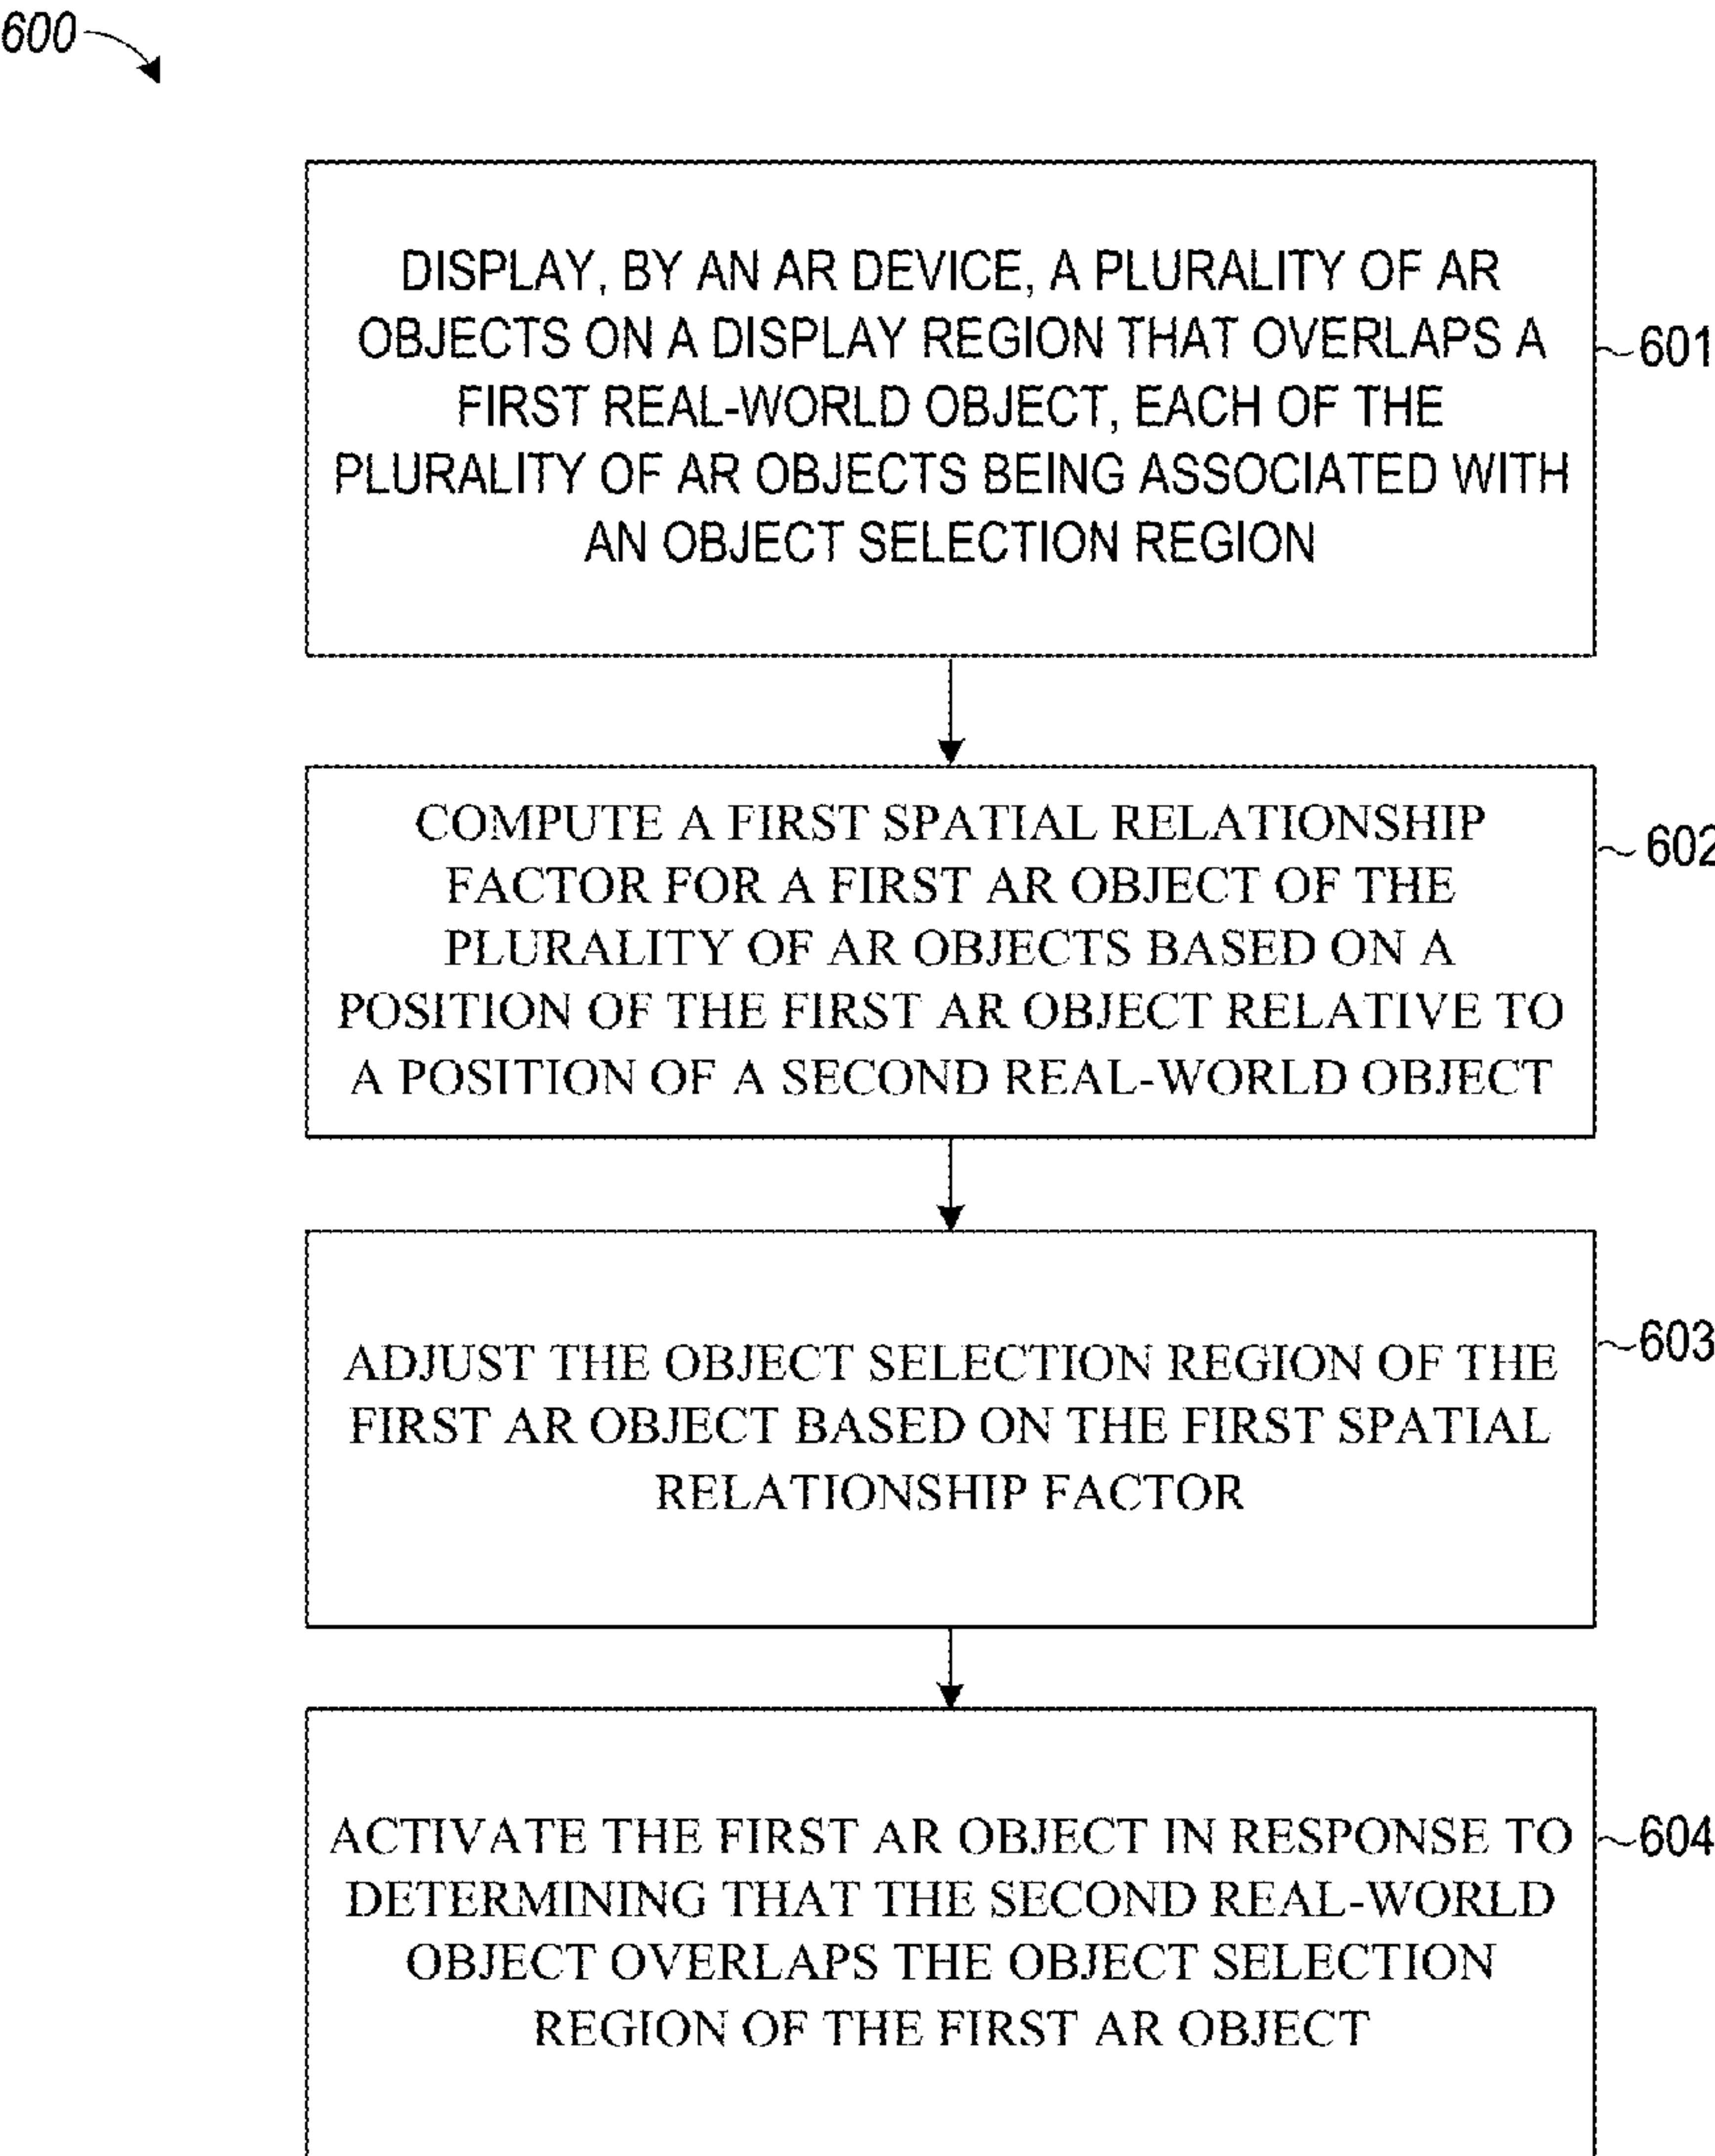 600
DISPLAY, BY AN AR DEVICE, A PLURALITY OF AR
OBJECTS ON A DISPLAY REGION THAT OVERLAPS A
FIRST REAL-WORLD OBJECT, EACH OF THE
PLURALITY OF AR OBJECTS BEING ASSOCIATED WITH
AN OBJECT SELECTION REGION
601
COMPUTE A FIRST SPATIAL RELATIONSHIP
FACTOR FOR A FIRST AR OBJECT OF THE
PLURALITY OF AR OBJECTS BASED ON A
POSITION OF THE FIRST AR OBJECT RELATIVE TO
A POSITION OF A SECOND REAL-WORLD OBJECT
602
ADJUST THE OBJECT SELECTION REGION OF THE
FIRST AR OBJECT BASED ON THE FIRST SPATIAL
RELATIONSHIP FACTOR
603
ACTIVATE THE FIRST AR OBJECT IN RESPONSE TO
DETERMINING THAT THE SECOND REAL-WORLD
OBJECT OVERLAPS THE OBJECT SELECTION
REGION OF THE FIRST AR OBJECT
604